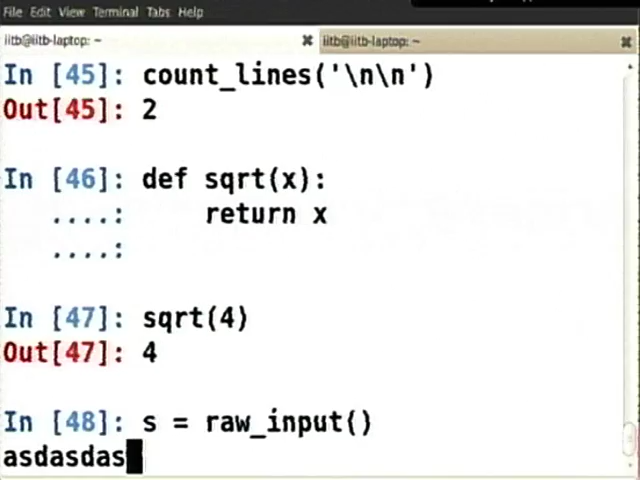 File Edit View Terminal Tabs Help
iitb@iitb-laptop: ~ iitb@iitb-laptop: ~
In [45]: count_lines('\n\n')
Out[45]: 2
In [46]: def sqrt(x):
....: return x
....:
In [47]: sqrt(4)
Out[47]: 4
In [48]: s = raw_input()
asdasdas